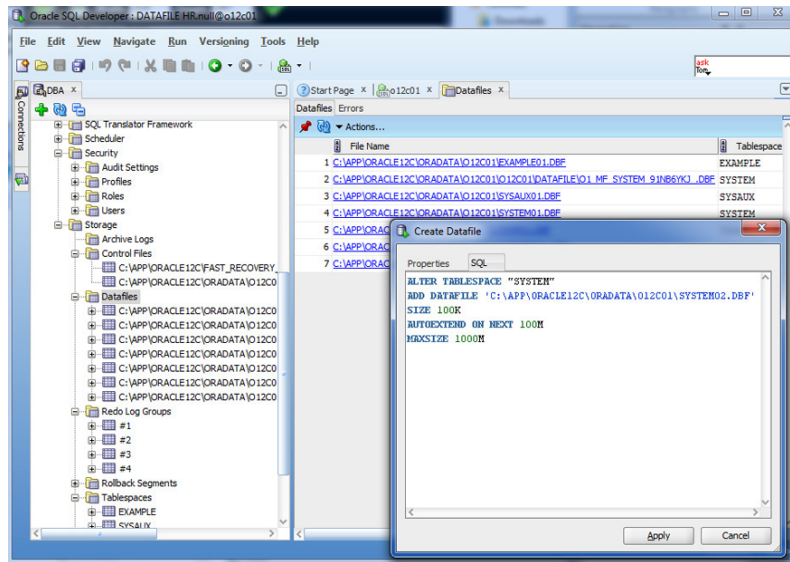 Oracle SQL Developer : DATAFILE HR.null@o12c01
File Edit View Navigate Run Versioning Tools Help
ask
Tom
Connections
DBA
Start Page
o12c01
Datafiles
Datafiles Errors
Actions...
File Name Tablespace
SQL Translator Framework
Scheduler
Security
Audit Settings
Profiles
Roles
Users
Storage
Archive Logs
Control Files
C:\APP\ORACLE12C\FAST_RECOVERY_
C:\APP\ORACLE12C\ORADATA\O12C0
Datafiles
C:\APP\ORACLE12C\ORADATA\O12C0
C:\APP\ORACLE12C\ORADATA\O12C0
C:\APP\ORACLE12C\ORADATA\O12C0
C:\APP\ORACLE12C\ORADATA\O12C0
C:\APP\ORACLE12C\ORADATA\O12C0
C:\APP\ORACLE12C\ORADATA\O12C0
C:\APP\ORACLE12C\ORADATA\O12C0
Redo Log Groups
#1
#2
#3
#4
Rollback Segments
Tablespaces
EXAMPLE
SYSAUX
1 C:\APP\ORACLE12C\ORADATA\O12C01\EXAMPLE01.DBF EXAMPLE
2 C:\APP\ORACLE12C\ORADATA\O12C01\O12C01\DATAFILE\O1_MF_SYSTEM_91NB6YKJ_.DBF SYSTEM
3 C:\APP\ORACLE12C\ORADATA\O12C01\SYSAUX01.DBF SYSAUX
4 C:\APP\ORACLE12C\ORADATA\O12C01\SYSTEM01.DBF SYSTEM
5 C:\APP\ORAC
6 C:\APP\ORAC
7 C:\APP\ORAC
Create Datafile
Properties SQL
ALTER TABLESPACE "SYSTEM"
ADD DATAFILE 'C:\APP\ORACLE12C\ORADATA\O12C01\SYSTEM02.DBF'
SIZE 100K
AUTOEXTEND ON NEXT 100M
MAXSIZE 1000M
Apply Cancel